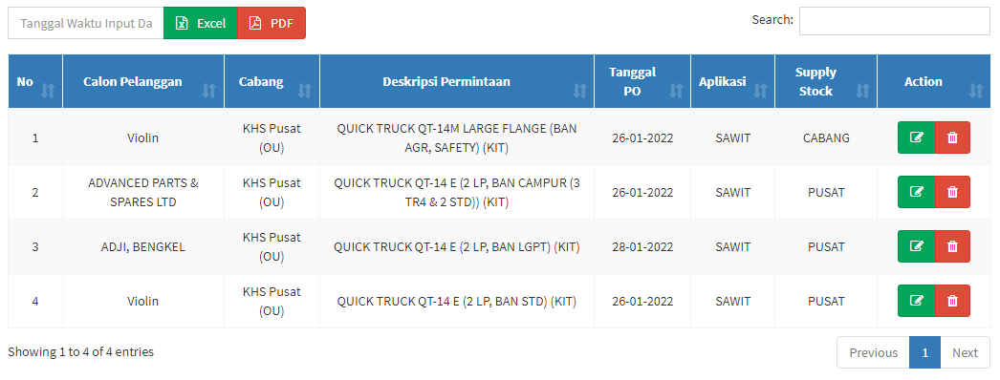 Tanggal Waktu Input Da
Excel
PDF
Search:
No
Calon Pelanggan
Cabang
Deskripsi Permintaan
Tanggal
PO
Aplikasi
Supply
Stock
Action
1
Violin
KHS Pusat
(OU)
QUICK TRUCK QT-14M LARGE FLANGE (BAN
AGR, SAFETY) (KIT)
26-01-2022
SAWIT
CABANG
2
ADVANCED PARTS &
SPARES LTD
KHS Pusat
(OU)
QUICK TRUCK QT-14 E (2 LP, BAN CAMPUR (3
TR4 & 2 STD)) (KIT)
26-01-2022
SAWIT
PUSAT
3
ADJI, BENGKEL
KHS Pusat
(OU)
QUICK TRUCK QT-14 E (2 LP, BAN LGPT) (KIT)
28-01-2022
SAWIT
PUSAT
4
Violin
KHS Pusat
(OU)
QUICK TRUCK QT-14 E (2 LP, BAN STD) (KIT)
26-01-2022
SAWIT
PUSAT
Showing 1 to 4 of 4 entries
Previous
1
Next